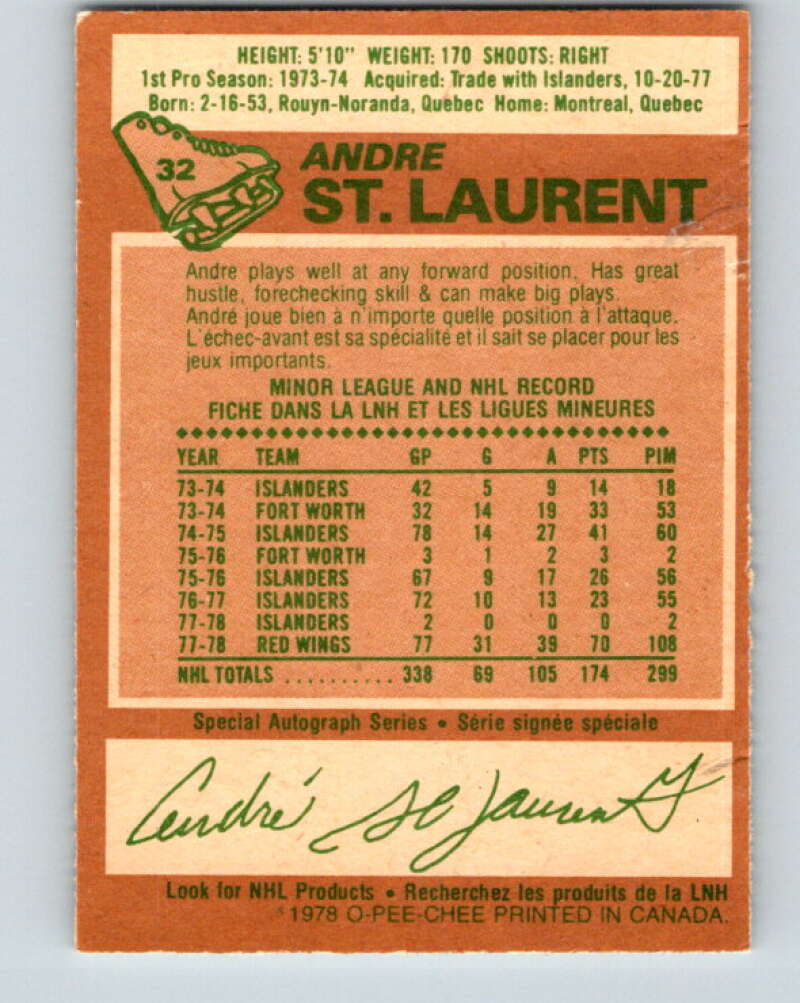 HEIGHT: 5'10" WEIGHT: 170 SHOOTS: RIGHT
1st Pro Season: 1973-74 Acquired: Trade with Islanders, 10-20-77
Born: 2-16-53, Rouyn-Noranda, Quebec Home: Montreal, Quebec
32
ANDRE
ST. LAURENT
Andre plays well at any forward position. Has great
hustle, forechecking skill & can make big plays.
André joue bien à n'importe quelle position à l'attaque.
L'échec-avant est sa spécialité et il sait se placer pour les
jeux importants.
MINOR LEAGUE AND NHL RECORD
FICHE DANS LA LNH ET LES LIGUES MINEURES
YEAR TEAM GP G A PTS PIM
73-74 ISLANDERS 42 5 9 14 18
73-74 FORT WORTH 32 14 19 33 53
74-75 ISLANDERS 78 14 27 41 60
75-76 FORT WORTH 3 1 2 3 2
75-76 ISLANDERS 67 9 17 26 56
76-77 ISLANDERS 72 10 13 23 55
77-78 ISLANDERS 2 0 0 0 2
77-78 RED WINGS 77 31 39 70 108
NHL TOTALS .......... 338 69 105 174 299
Special Autograph Series • Série signée spéciale
André St Laurent
Look for NHL Products • Recherchez les produits de la LNH
©1978 O-PEE-CHEE PRINTED IN CANADA.